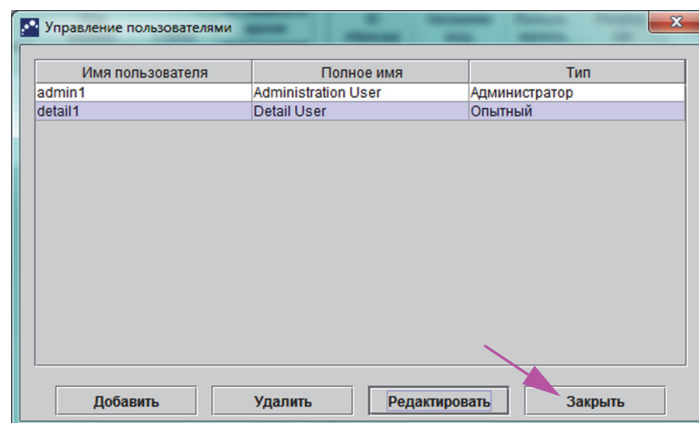 Управление пользователями
Имя пользователя Полное имя Тип
admin1 Administration User Администратор
detail1 Detail User Опытный
Добавить Удалить Редактировать Закрыть